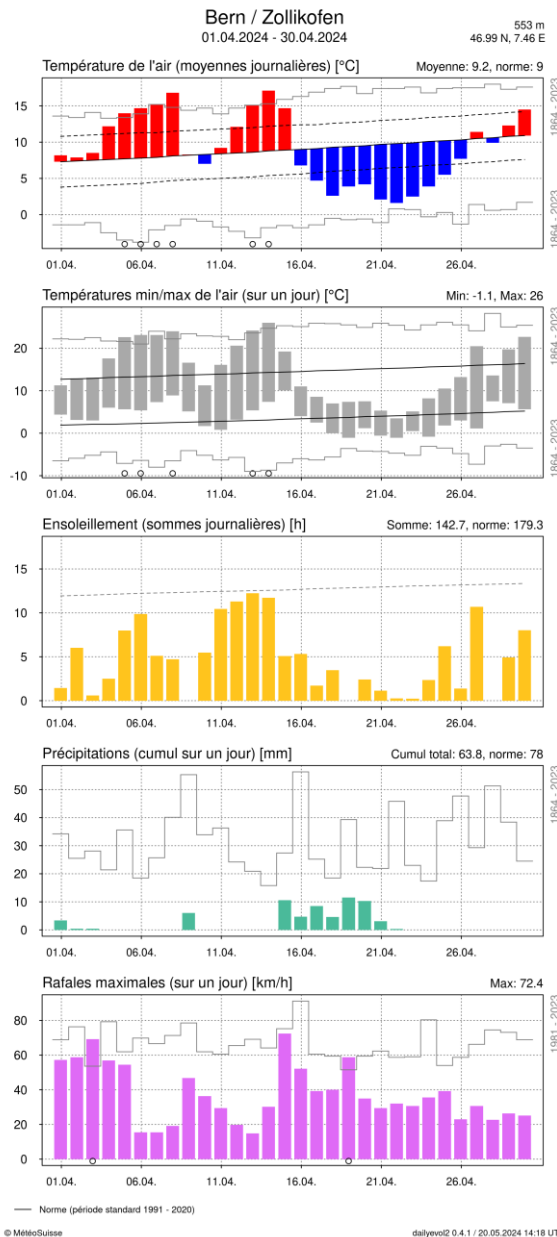 Bern / Zollikofen
01.04.2024 - 30.04.2024
553 m
46.99 N, 7.46 E
Température de l'air (moyennes journalières) [°C]
Moyenne: 9.2, norme: 9
15
10
5
0
1864 - 2023
1864 - 2023
01.04.
06.04.
11.04.
16.04.
21.04.
26.04.
Températures min/max de l'air (sur un jour) [°C]
Min: -1.1, Max: 26
20
10
0
-10
1864 - 2023
1864 - 2023
01.04.
06.04.
11.04.
16.04.
21.04.
26.04.
Ensoleillement (sommes journalières) [h]
Somme: 142.7, norme: 179.3
15
10
5
0
01.04.
06.04.
11.04.
16.04.
21.04.
26.04.
Précipitations (cumul sur un jour) [mm]
Cumul total: 63.8, norme: 78
50
40
30
20
10
0
1864 - 2023
01.04.
06.04.
11.04.
16.04.
21.04.
26.04.
Rafales maximales (sur un jour) [km/h]
Max: 72.4
80
60
40
20
0
1981 - 2023
01.04.
06.04.
11.04.
16.04.
21.04.
26.04.
Norme (période standard 1991 - 2020)
© MétéoSuisse
dailyevol2 0.4.1 / 20.05.2024 14:18 UT